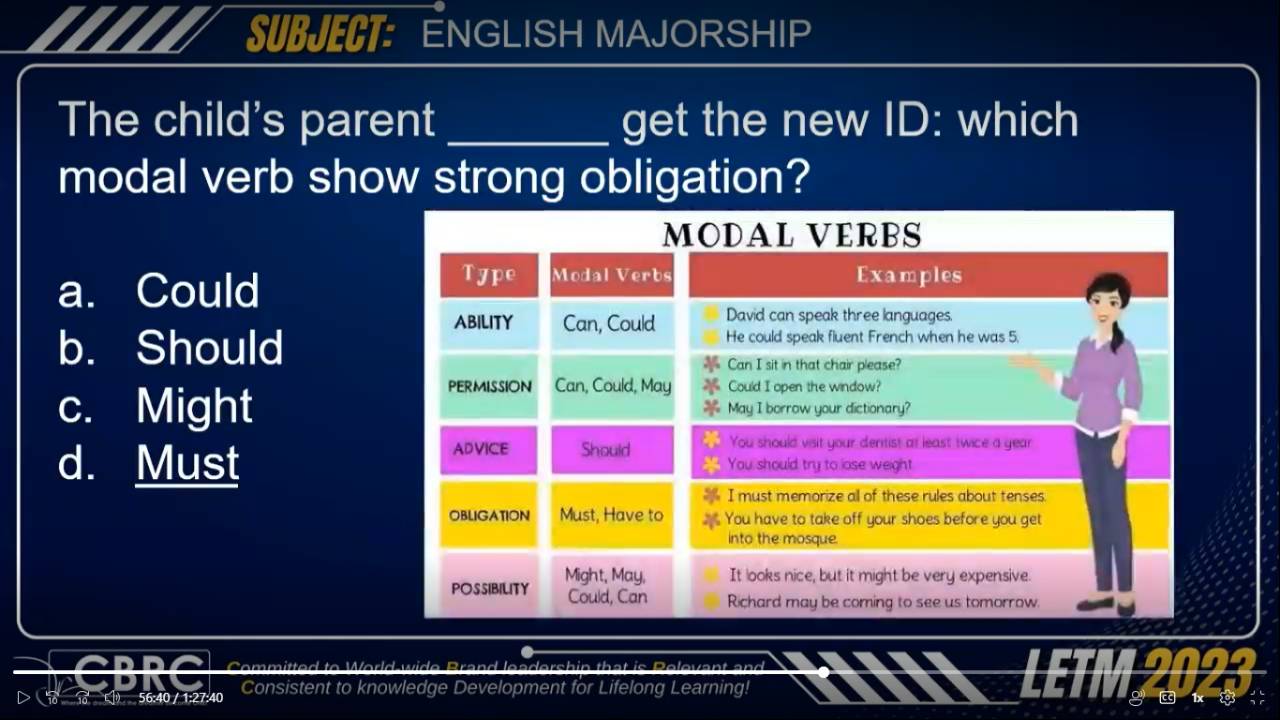 SUBJECT: ENGLISH MAJORSHIP
The child's parent ______ get the new ID: which
modal verb show strong obligation?
a. Could
b. Should
c. Might
d. Must
MODAL VERBS
Type Modal Verbs Examples
ABILITY Can, Could
David can speak three languages.
He could speak fluent French when he was 5.
PERMISSION Can, Could, May
Can I sit in that chair please?
Could I open the window?
May I borrow your dictionary?
ADVICE Should
You should visit your dentist at least twice a year
You should try to lose weight.
OBLIGATION Must, Have to
I must memorize all of these rules about tenses.
You have to take off your shoes before you get
into the mosque.
POSSIBILITY
Might, May,
Could, Can
It looks nice, but it might be very expensive.
Richard may be coming to see us tomorrow.
CBRC
Committed to World-wide Brand leadership that is Relevant and
Consistent to knowledge Development for Lifelong Learning!
LETM 2023
10 10 56:40 / 1:27:40 CC 1x